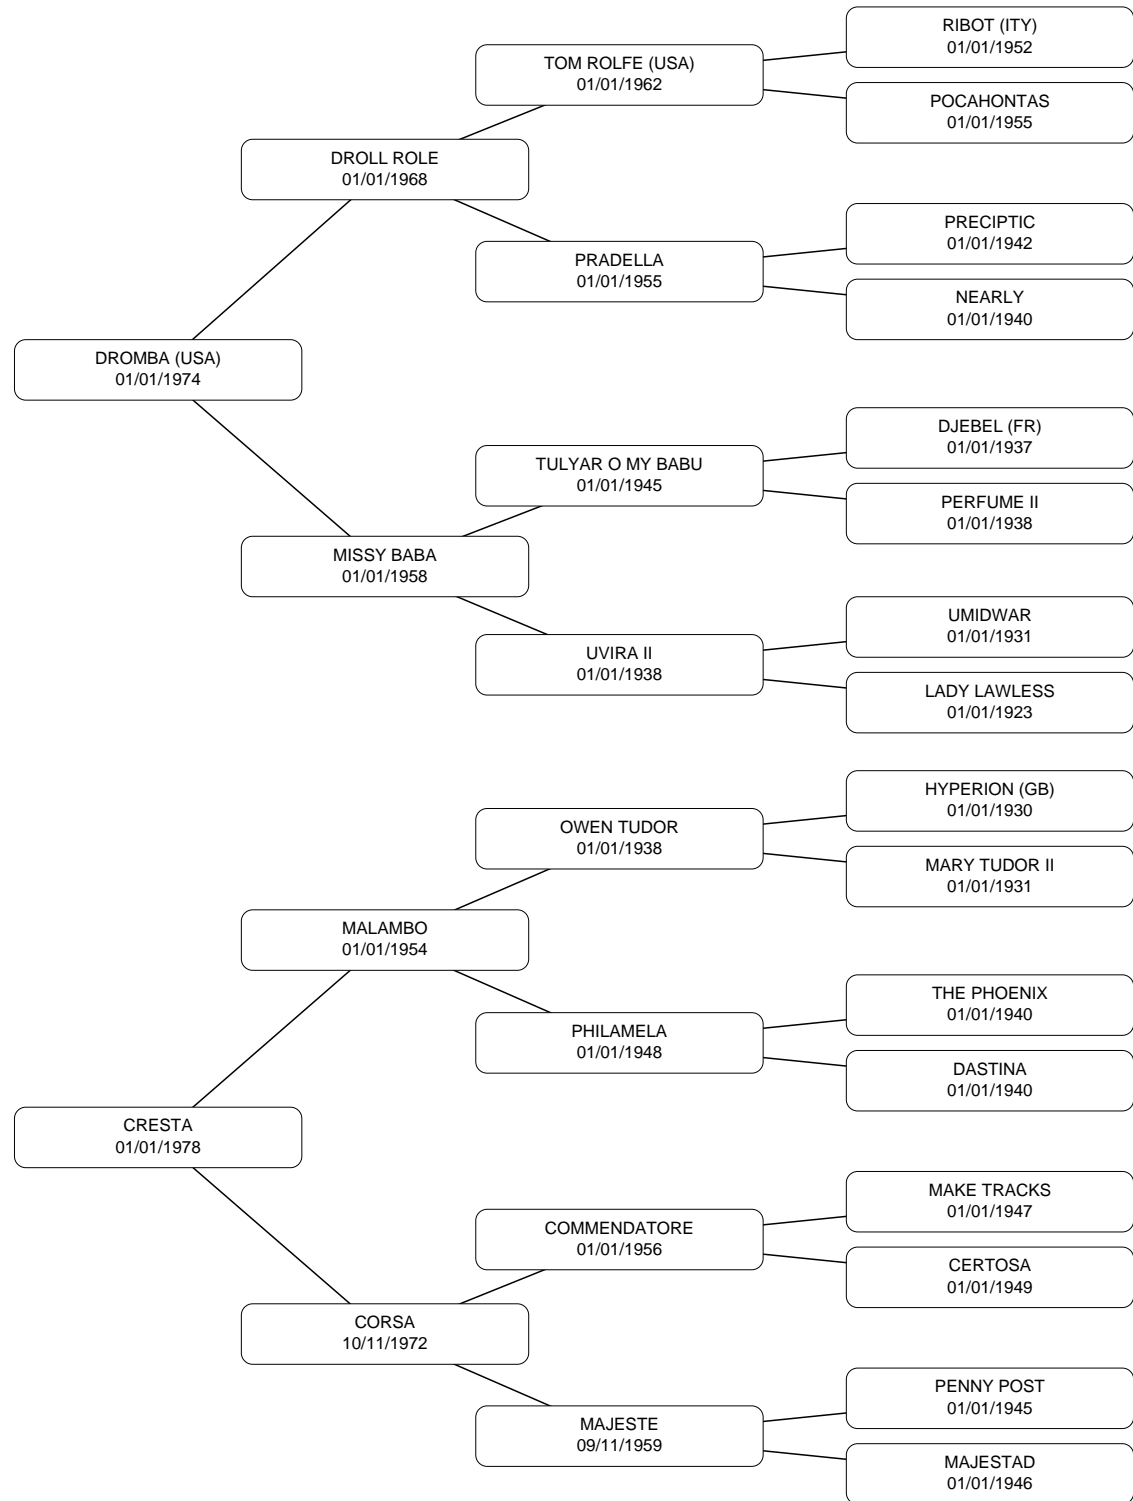 RIBOT (ITY)
01/01/1952
TOM ROLFE (USA)
01/01/1962
POCAHONTAS
01/01/1955
DROLL ROLE
01/01/1968
PRECIPTIC
01/01/1942
PRADELLA
01/01/1955
NEARLY
01/01/1940
DROMBA (USA)
01/01/1974
DJEBEL (FR)
01/01/1937
TULYAR O MY BABU
01/01/1945
PERFUME II
01/01/1938
MISSY BABA
01/01/1958
UMIDWAR
01/01/1931
UVIRA II
01/01/1938
LADY LAWLESS
01/01/1923
HYPERION (GB)
01/01/1930
OWEN TUDOR
01/01/1938
MARY TUDOR II
01/01/1931
MALAMBO
01/01/1954
THE PHOENIX
01/01/1940
PHILAMELA
01/01/1948
DASTINA
01/01/1940
CRESTA
01/01/1978
MAKE TRACKS
01/01/1947
COMMENDATORE
01/01/1956
CERTOSA
01/01/1949
CORSA
10/11/1972
PENNY POST
01/01/1945
MAJESTE
09/11/1959
MAJESTAD
01/01/1946